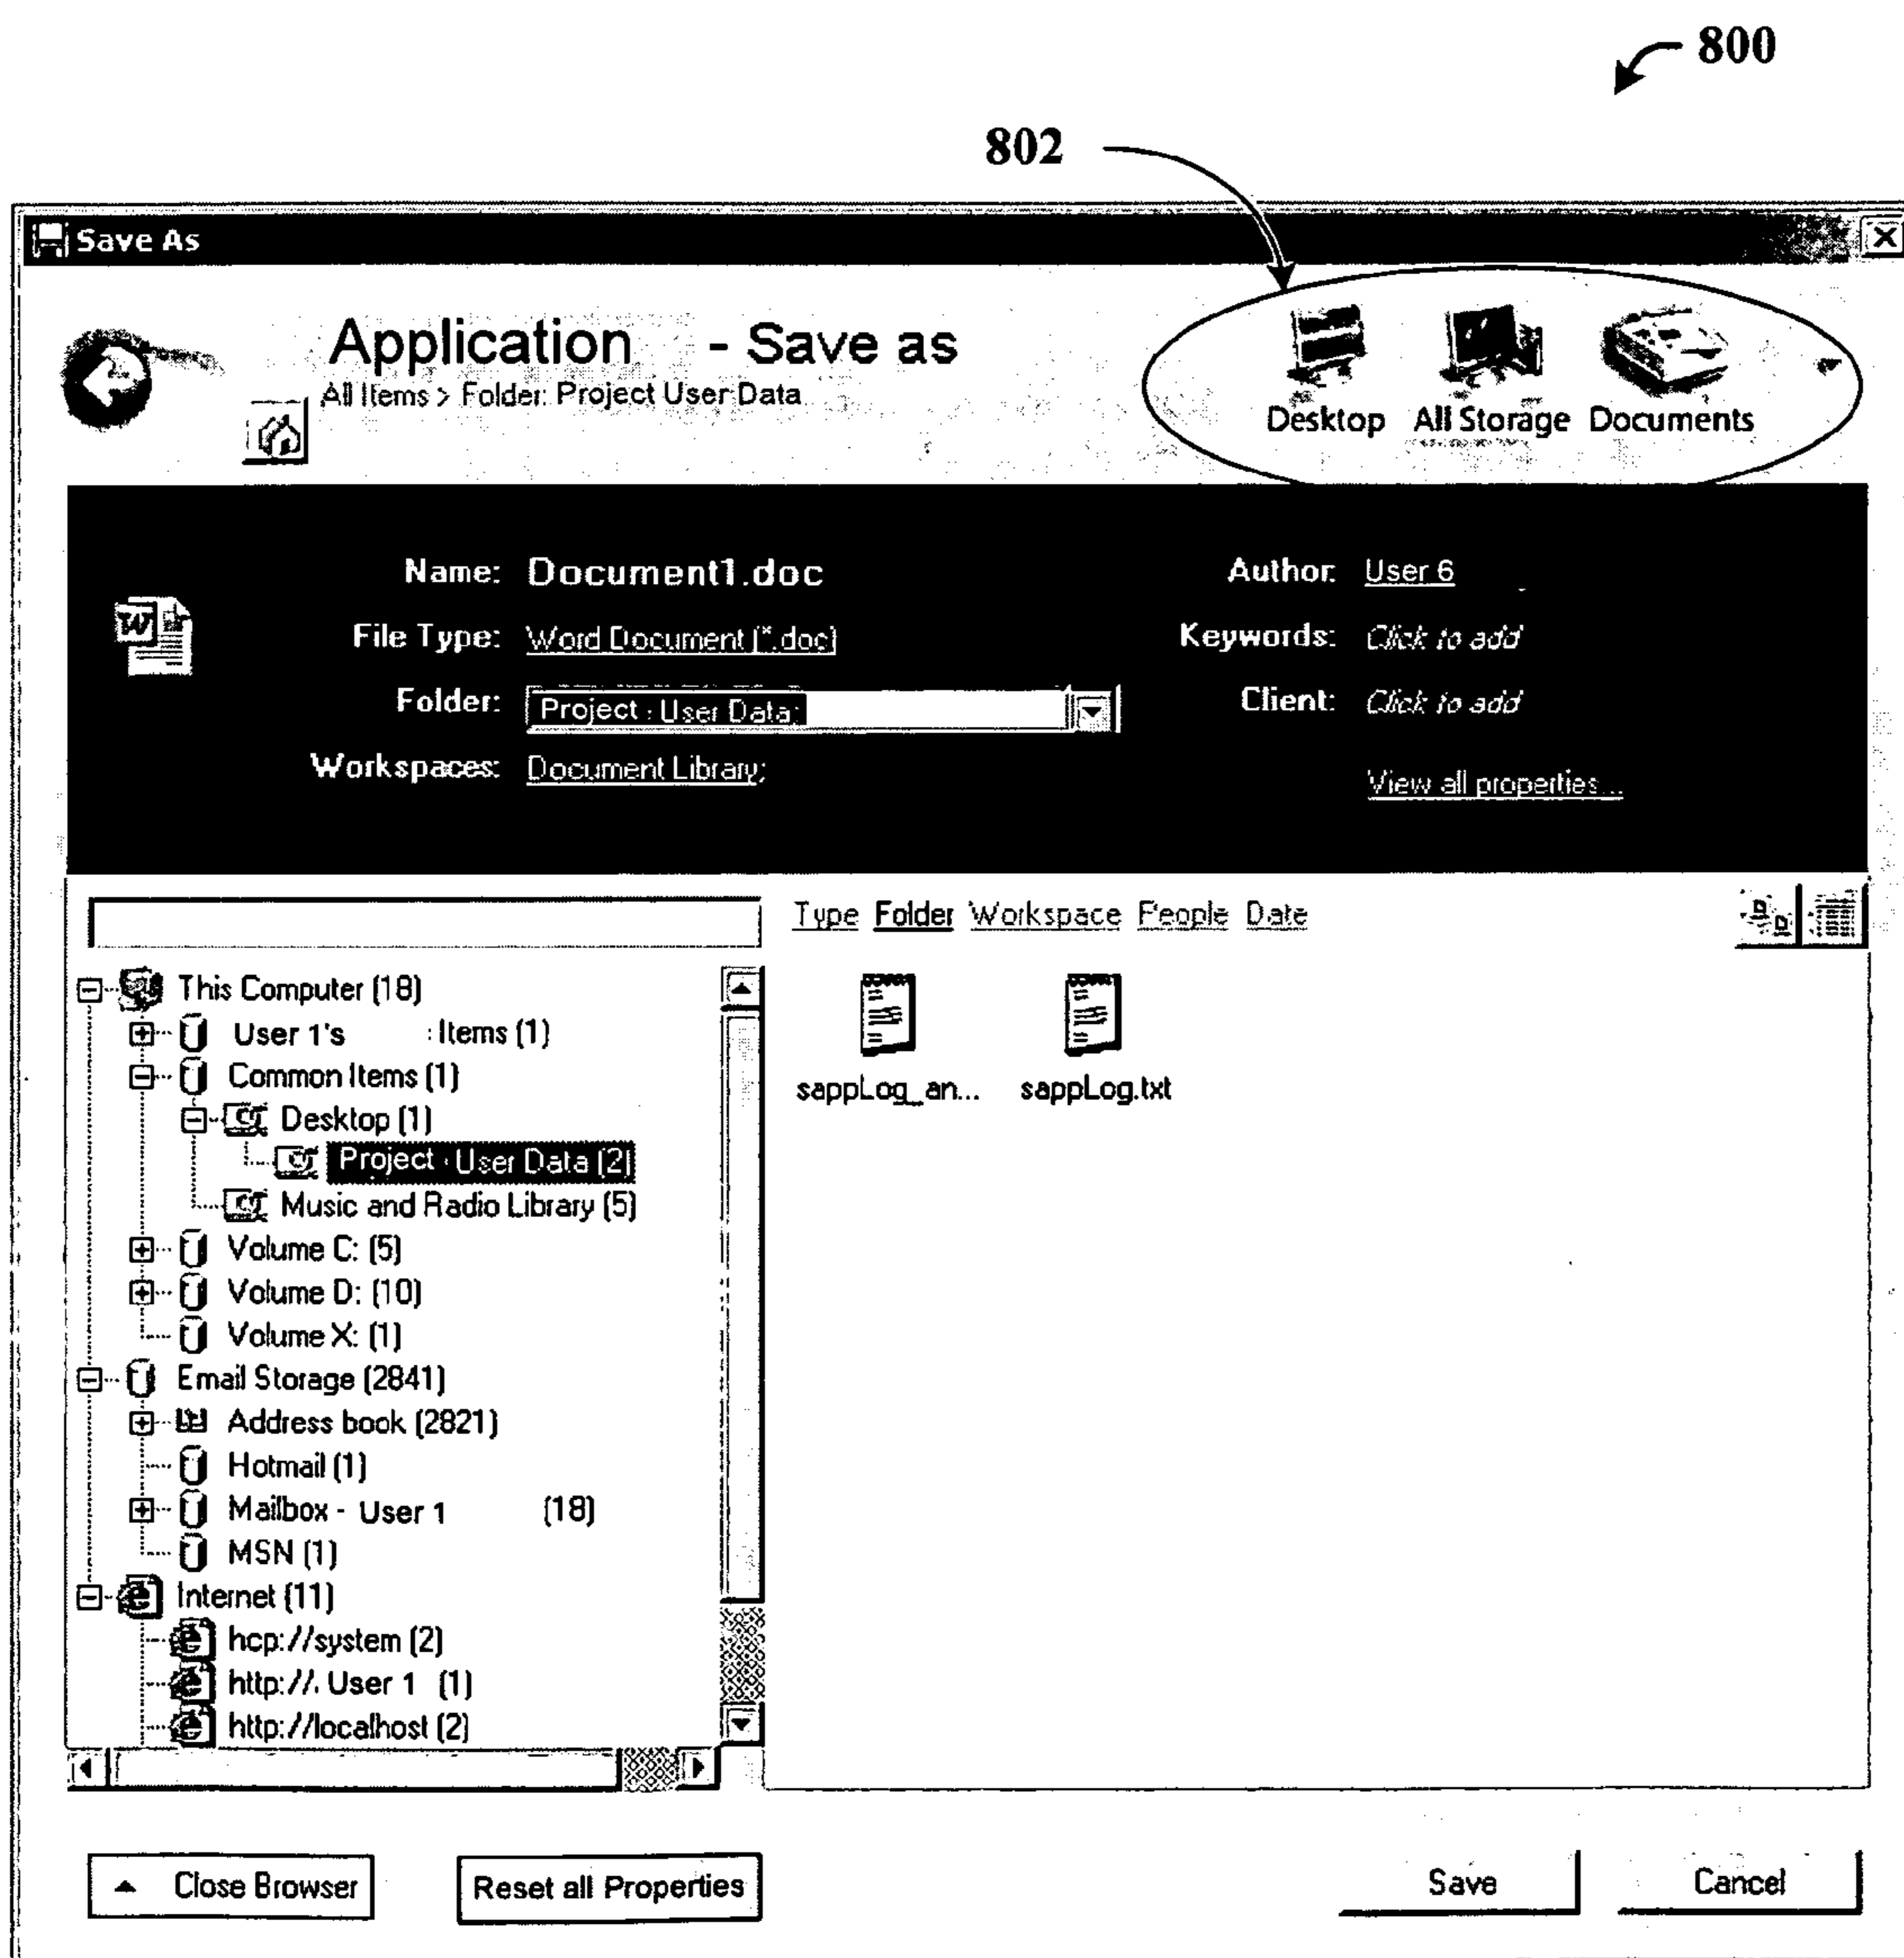 800
802
Save As
Application - Save as
All Items > Folder: Project User Data
Desktop All Storage Documents
Name: Document1.doc
Author: User 6
File Type: Word Document (*.doc)
Keywords: Click to add
Folder: Project User Data;
Client: Click to add
Workspaces: Document Library;
View all properties...
Type Folder Workspace People Date
This Computer (18)
User 1's Items (1)
Common Items (1)
Desktop (1)
Project User Data (2)
Music and Radio Library (5)
Volume C: (5)
Volume D: (10)
Volume X: (1)
Email Storage (2841)
Address book (2821)
Hotmail (1)
Mailbox - User 1 (18)
MSN (1)
Internet (11)
hcp://system (2)
http://. User 1 (1)
http://localhost (2)
sappLog_an... sappLog.txt
Close Browser
Reset all Properties
Save
Cancel